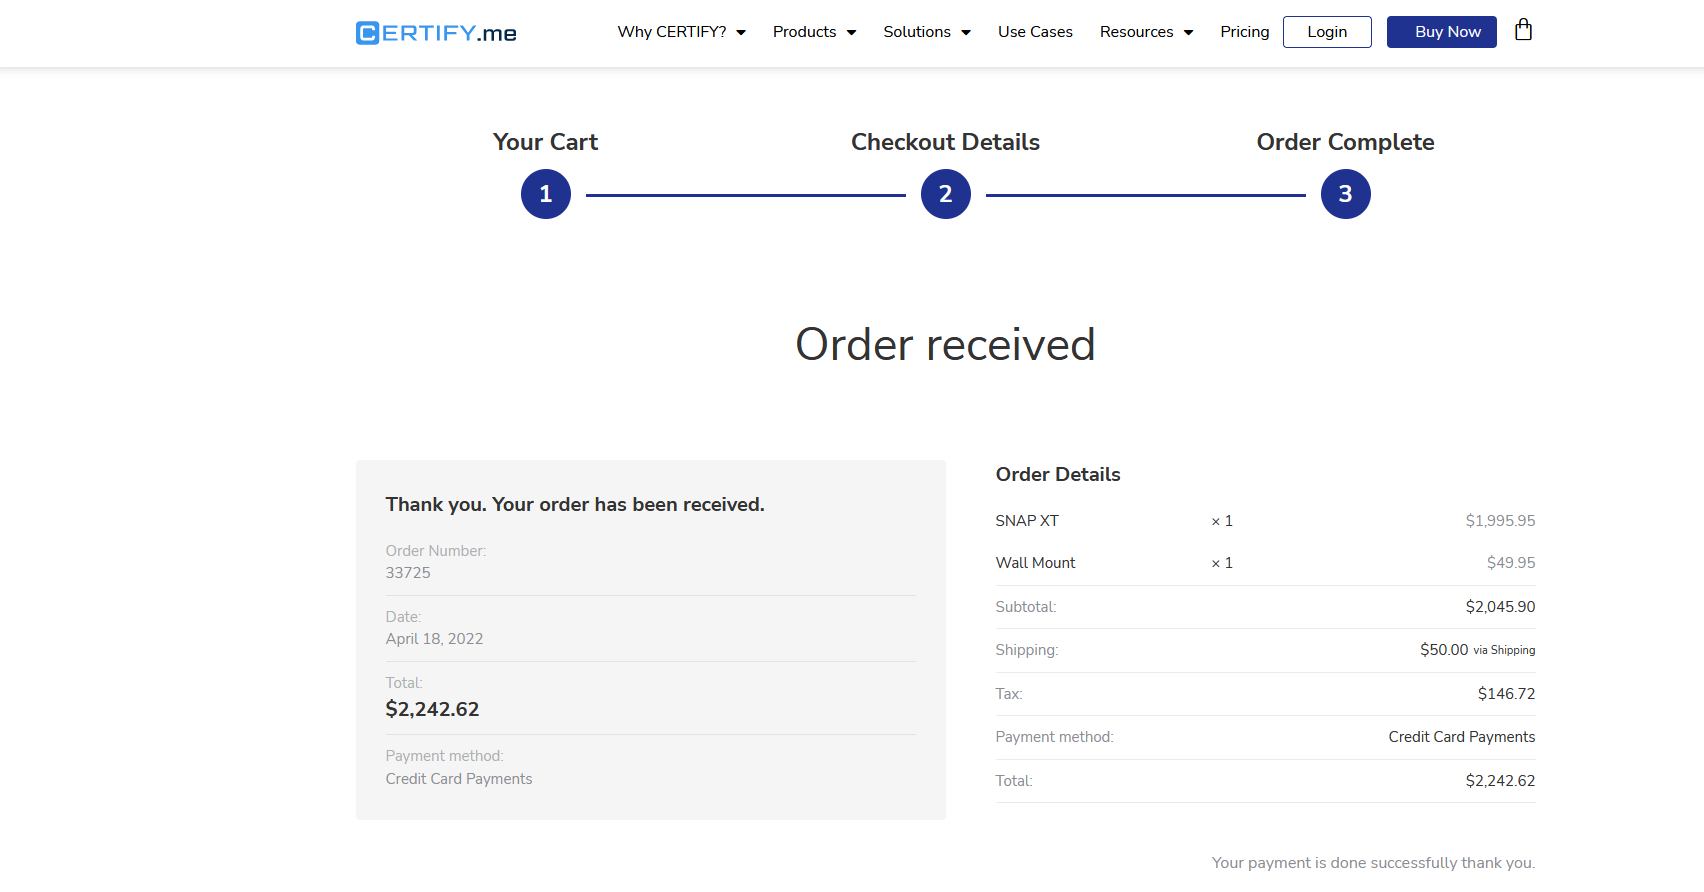 CERTIFY.me
Why CERTIFY? Products Solutions Use Cases Resources Pricing Login Buy Now
Your Cart Checkout Details Order Complete
1 2 3
Order received
Thank you. Your order has been received.
Order Number:
33725
Date:
April 18, 2022
Total:
$2,242.62
Payment method:
Credit Card Payments
Order Details
SNAP XT × 1 $1,995.95
Wall Mount × 1 $49.95
Subtotal: $2,045.90
Shipping: $50.00 via Shipping
Tax: $146.72
Payment method: Credit Card Payments
Total: $2,242.62
Your payment is done successfully thank you.